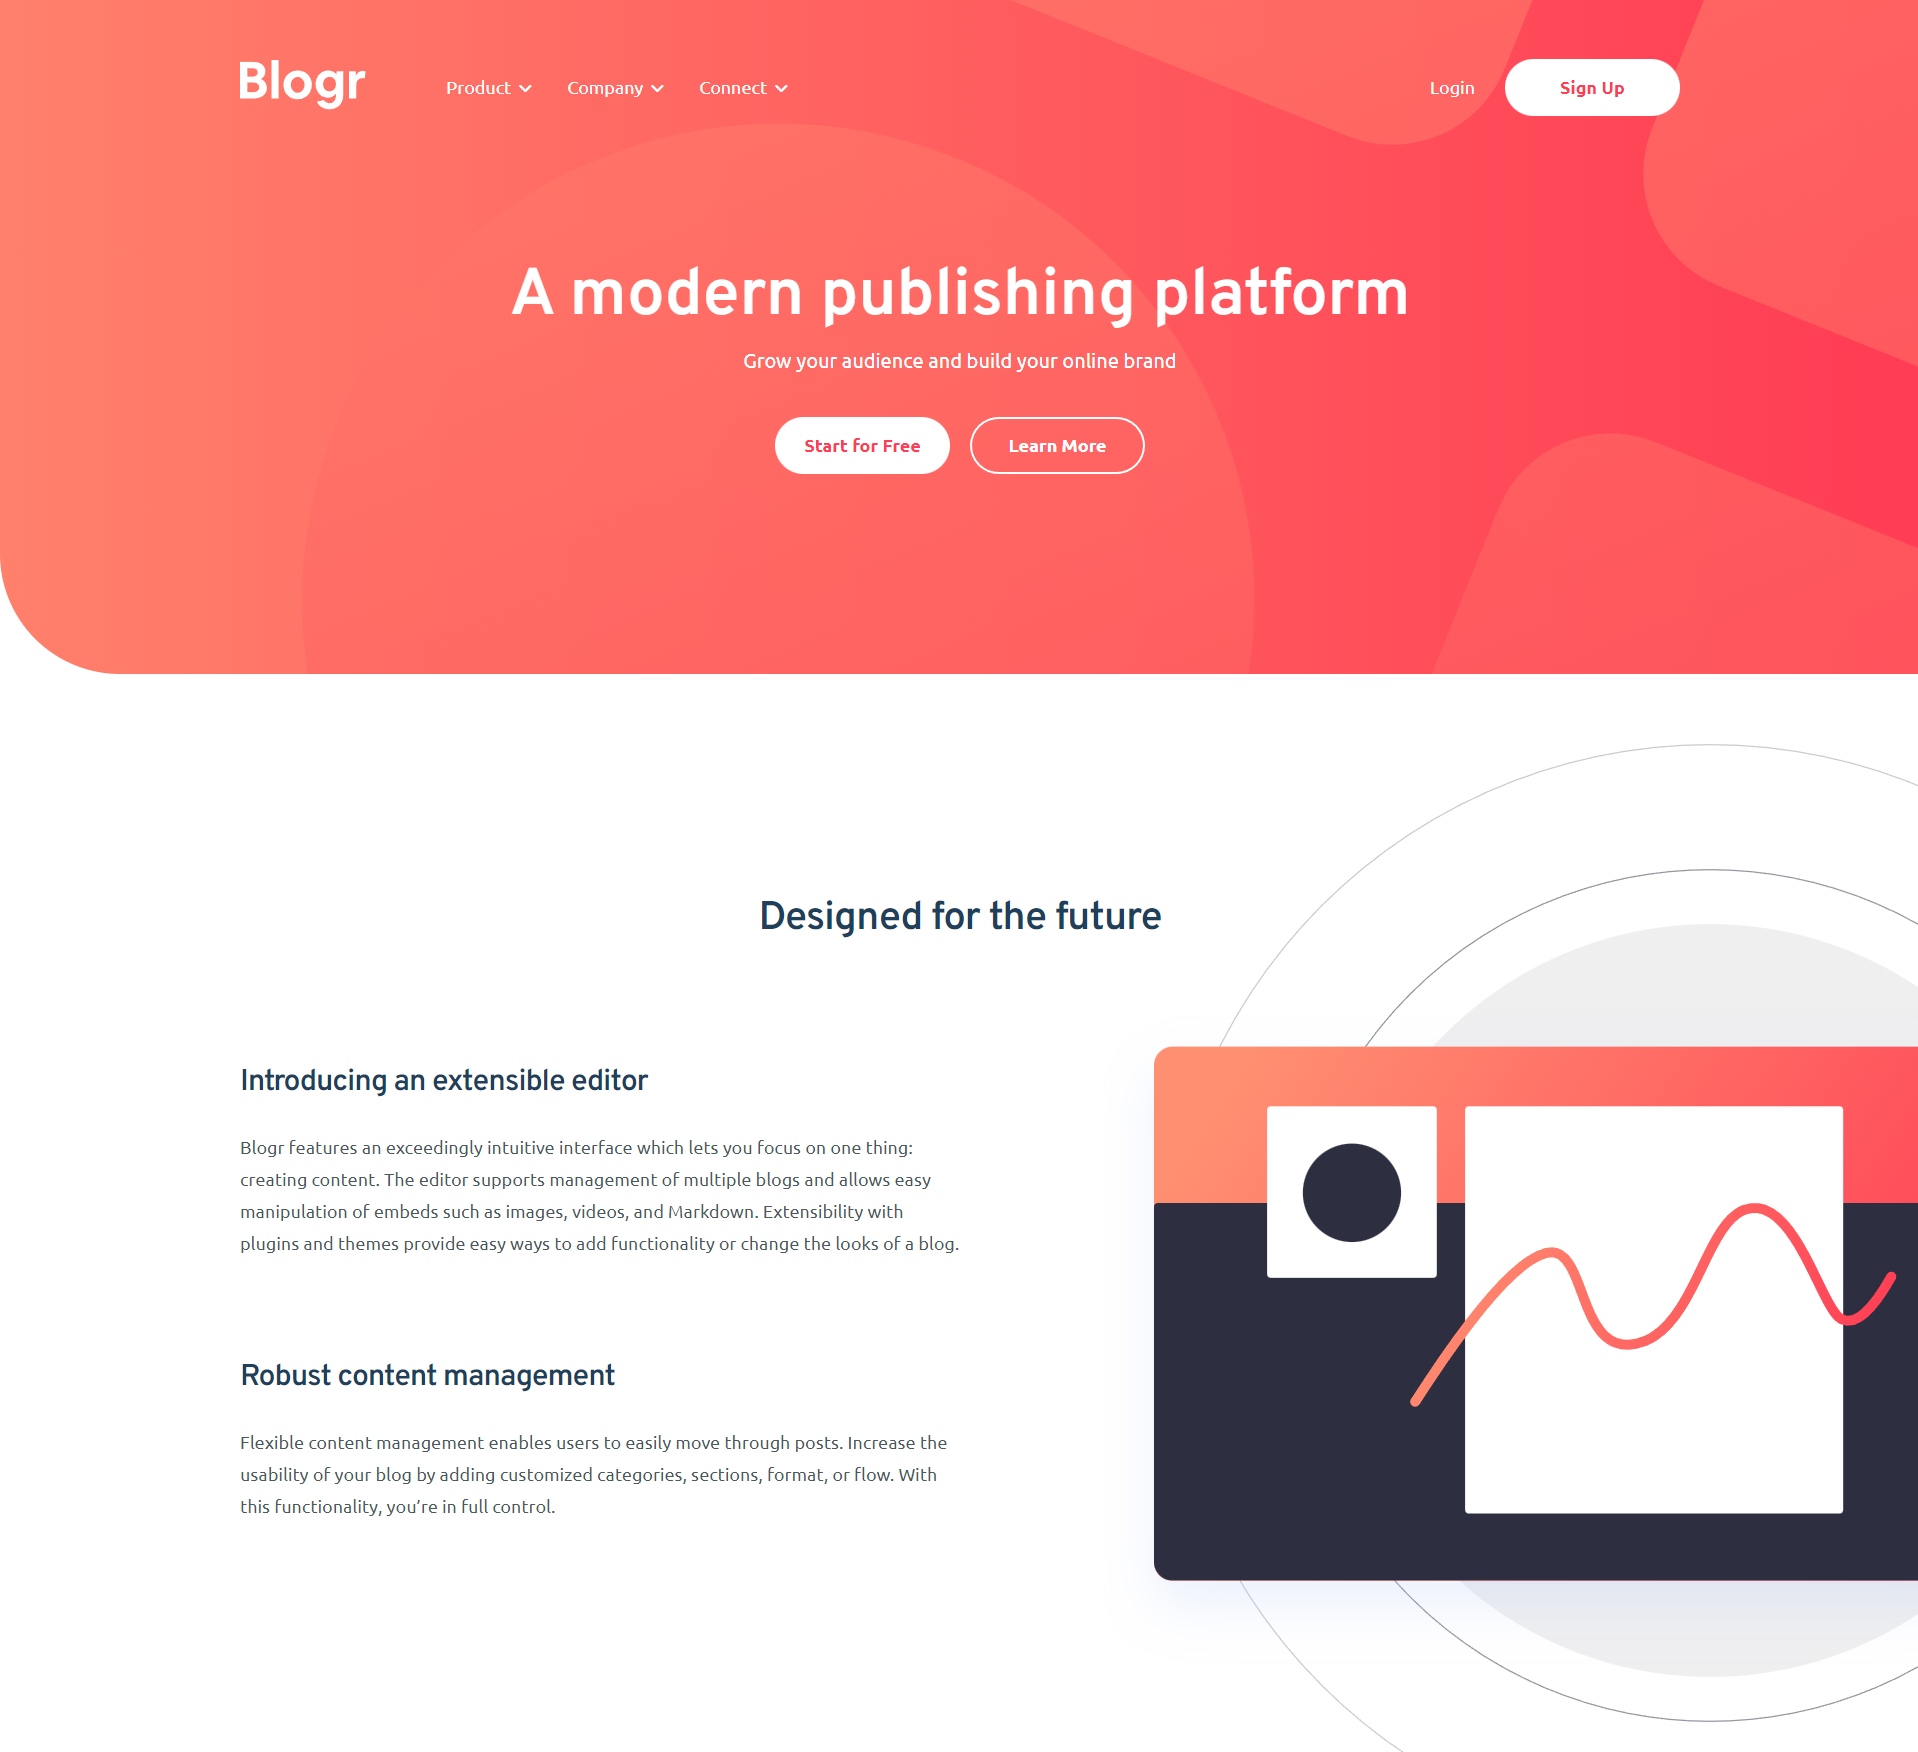 Blogr Product Company Connect Login Sign Up
A modern publishing platform
Grow your audience and build your online brand
Start for Free Learn More
Designed for the future
Introducing an extensible editor
Blogr features an exceedingly intuitive interface which lets you focus on one thing:
creating content. The editor supports management of multiple blogs and allows easy
manipulation of embeds such as images, videos, and Markdown. Extensibility with
plugins and themes provide easy ways to add functionality or change the looks of a blog.
Robust content management
Flexible content management enables users to easily move through posts. Increase the
usability of your blog by adding customized categories, sections, format, or flow. With
this functionality, you’re in full control.